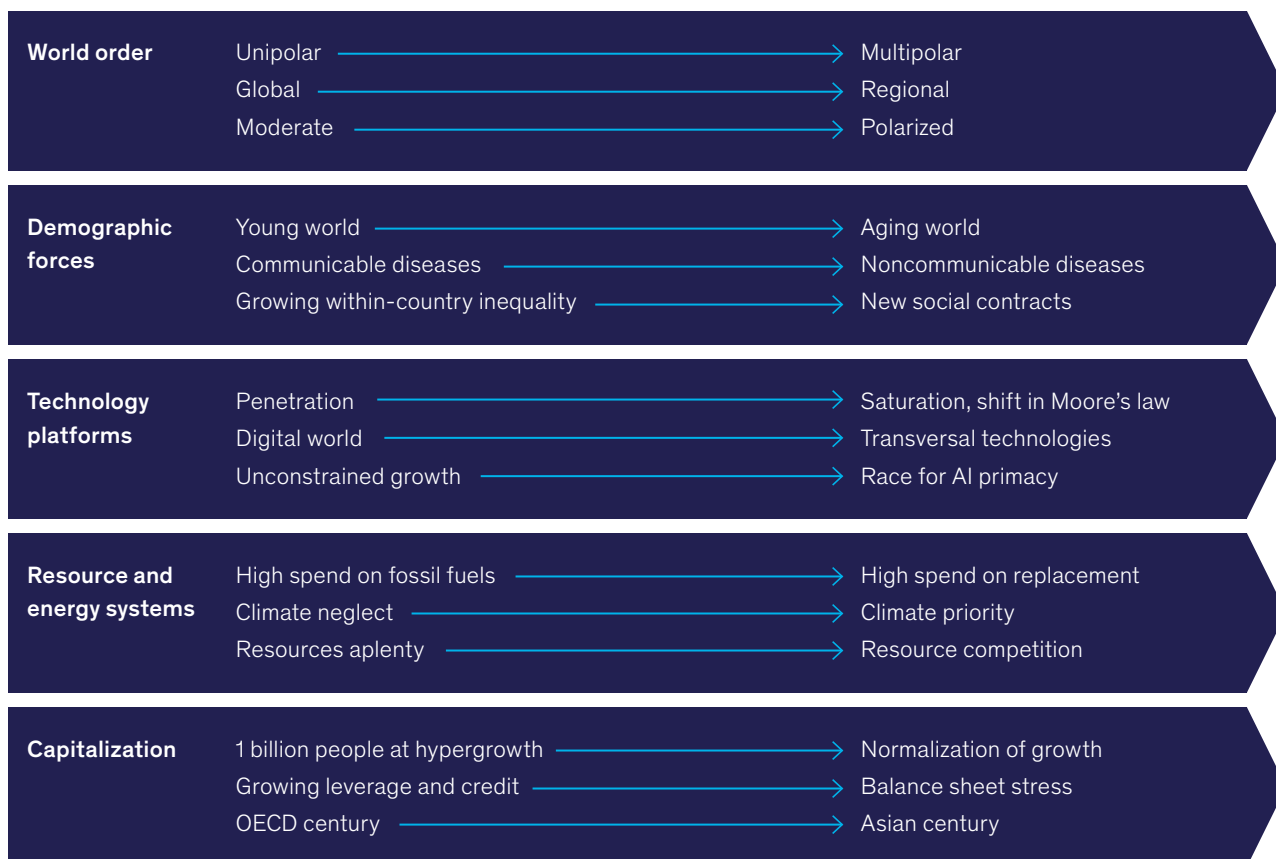 World order
Unipolar Multipolar
Global Regional
Moderate Polarized
Demographic forces
Young world Aging world
Communicable diseases Noncommunicable diseases
Growing within-country inequality New social contracts
Technology platforms
Penetration Saturation, shift in Moore’s law
Digital world Transversal technologies
Unconstrained growth Race for AI primacy
Resource and energy systems
High spend on fossil fuels High spend on replacement
Climate neglect Climate priority
Resources aplenty Resource competition
Capitalization
1 billion people at hypergrowth Normalization of growth
Growing leverage and credit Balance sheet stress
OECD century Asian century